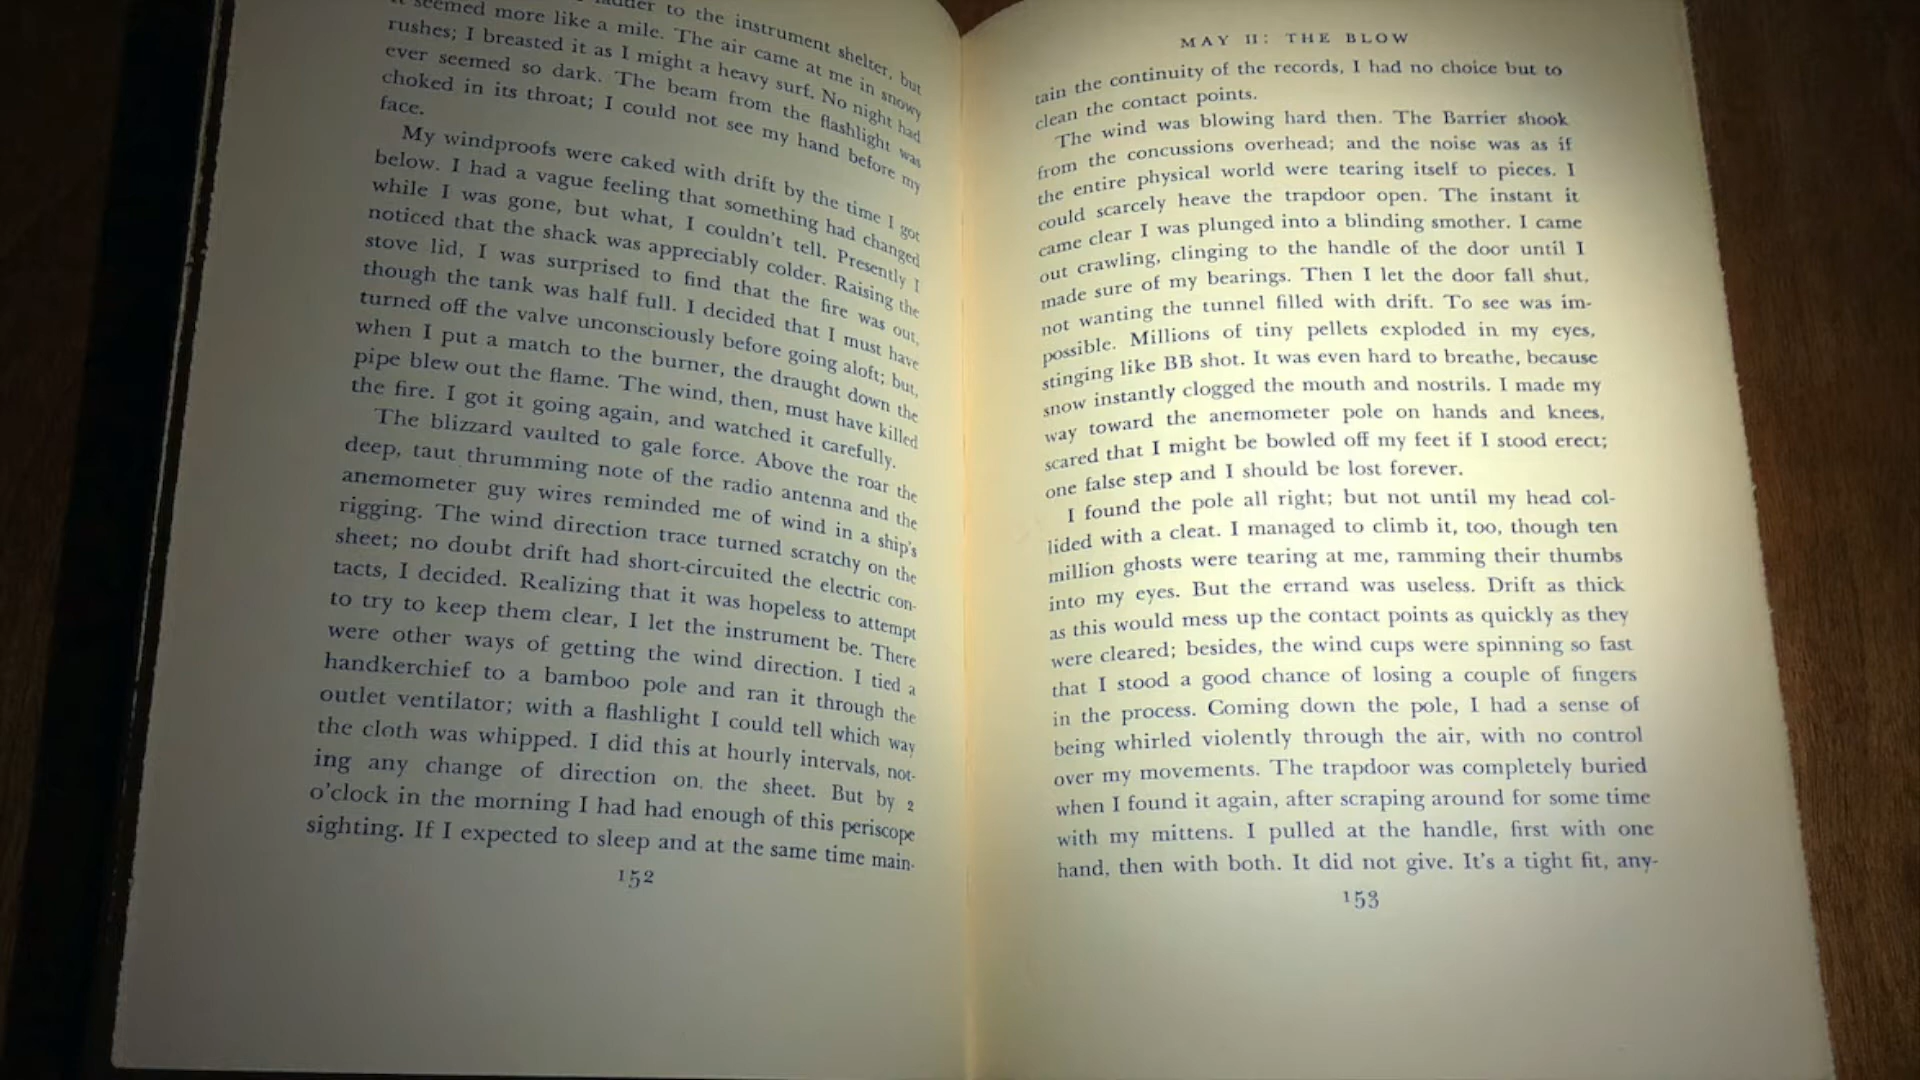 to the instrument shelter, but
seemed more like a mile. The air came at me in snowy
rushes; I breasted it as I might a heavy surf. No night had
ever seemed so dark. The beam from the flashlight was
choked in its throat; I could not see my hand before my
face.
My windproofs were caked with drift by the time I got
below. I had a vague feeling that something had changed
while I was gone, but what, I couldn't tell. Presently I
noticed that the shack was appreciably colder. Raising the
stove lid, I was surprised to find that the fire was out,
though the tank was half full. I decided that I must have
turned off the valve unconsciously before going aloft; but,
when I put a match to the burner, the draught down the
pipe blew out the flame. The wind, then, must have killed
the fire. I got it going again, and watched it carefully.
The blizzard vaulted to gale force. Above the roar the
deep, taut thrumming note of the radio antenna and the
anemometer guy wires reminded me of wind in a ship's
rigging. The wind direction trace turned scratchy on the
sheet; no doubt drift had short-circuited the electric con-
tacts, I decided. Realizing that it was hopeless to attempt
to try to keep them clear, I let the instrument be. There
were other ways of getting the wind direction. I tied a
handkerchief to a bamboo pole and ran it through the
outlet ventilator; with a flashlight I could tell which way
the cloth was whipped. I did this at hourly intervals, not-
ing any change of direction on. the sheet. But by 2
o'clock in the morning I had had enough of this periscope
sighting. If I expected to sleep and at the same time main-
152
MAY II: THE BLOW
tain the continuity of the records, I had no choice but to
clean the contact points.
The wind was blowing hard then. The Barrier shook
from the concussions overhead; and the noise was as if
the entire physical world were tearing itself to pieces. I
could scarcely heave the trapdoor open. The instant it
came clear I was plunged into a blinding smother. I came
out crawling, clinging to the handle of the door until I
made sure of my bearings. Then I let the door fall shut,
not wanting the tunnel filled with drift. To see was im-
possible. Millions of tiny pellets exploded in my eyes,
stinging like BB shot. It was even hard to breathe, because
snow instantly clogged the mouth and nostrils. I made my
way toward the anemometer pole on hands and knees,
scared that I might be bowled off my feet if I stood erect;
one false step and I should be lost forever.
I found the pole all right; but not until my head col-
lided with a cleat. I managed to climb it, too, though ten
million ghosts were tearing at me, ramming their thumbs
into my eyes. But the errand was useless. Drift as thick
as this would mess up the contact points as quickly as they
were cleared; besides, the wind cups were spinning so fast
that I stood a good chance of losing a couple of fingers
in the process. Coming down the pole, I had a sense of
being whirled violently through the air, with no control
over my movements. The trapdoor was completely buried
when I found it again, after scraping around for some time
with my mittens. I pulled at the handle, first with one
hand, then with both. It did not give. It's a tight fit, any-
153